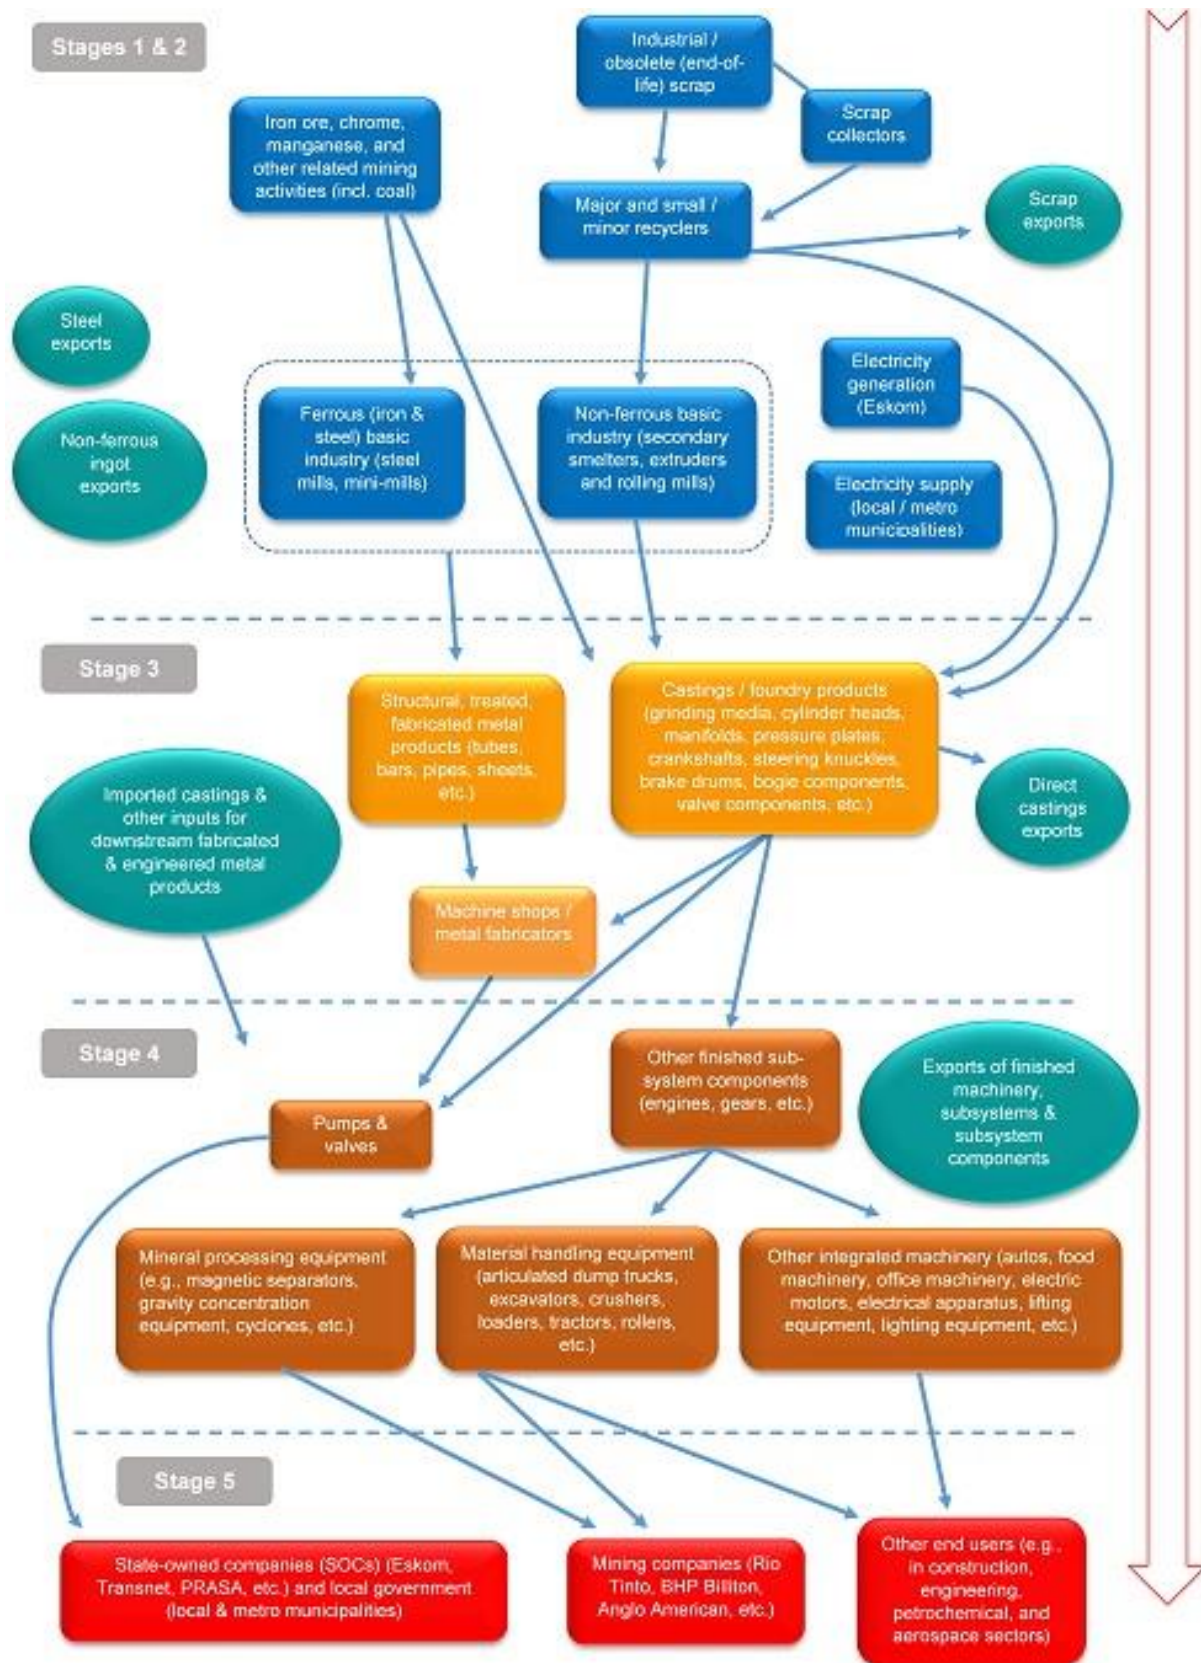 Stages 1 & 2
Industrial /
obsolete (end-of-
life) scrap
Scrap
collectors
Iron ore, chrome,
manganese, and
other related mining
activities (incl. coal)
Major and small /
minor recyclers
Scrap
exports
Steel
exports
Non-ferrous
ingot
exports
Ferrous (iron &
steel) basic
industry (steel
mills, mini-mills)
Non-ferrous basic
industry (secondary
smelters, extruders
and rolling mills)
Electricity
generation
(Eskom)
Electricity supply
(local / metro
municipalities)
Stage 3
Structural, treated,
fabricated metal
products (tubes,
bars, pipes, sheets,
etc.)
Castings / foundry products
(grinding media, cylinder heads,
manifolds, pressure plates,
crankshafts, steering knuckles,
brake drums, bogie components,
valve components, etc.)
Direct
castings
exports
Imported castings &
other inputs for
downstream fabricated
& engineered metal
products
Machine shops /
metal fabricators
Stage 4
Other finished sub-
system components
(engines, gears, etc.)
Exports of finished
machinery,
subsystems &
subsystem
components
Pumps &
valves
Mineral processing equipment
(e.g., magnetic separators,
gravity concentration
equipment, cyclones, etc.)
Material handling equipment
(articulated dump trucks,
excavators, crushers,
loaders, tractors, rollers,
etc.)
Other integrated machinery (autos, food
machinery, office machinery, electric
motors, electrical apparatus, lifting
equipment, lighting equipment, etc.)
Stage 5
State-owned companies (SOCs) (Eskom,
Transnet, PRASA, etc.) and local government
(local & metro municipalities)
Mining companies (Rio
Tinto, BHP Billiton,
Anglo American, etc.)
Other end users (e.g.,
in construction,
engineering,
petrochemical, and
aerospace sectors)